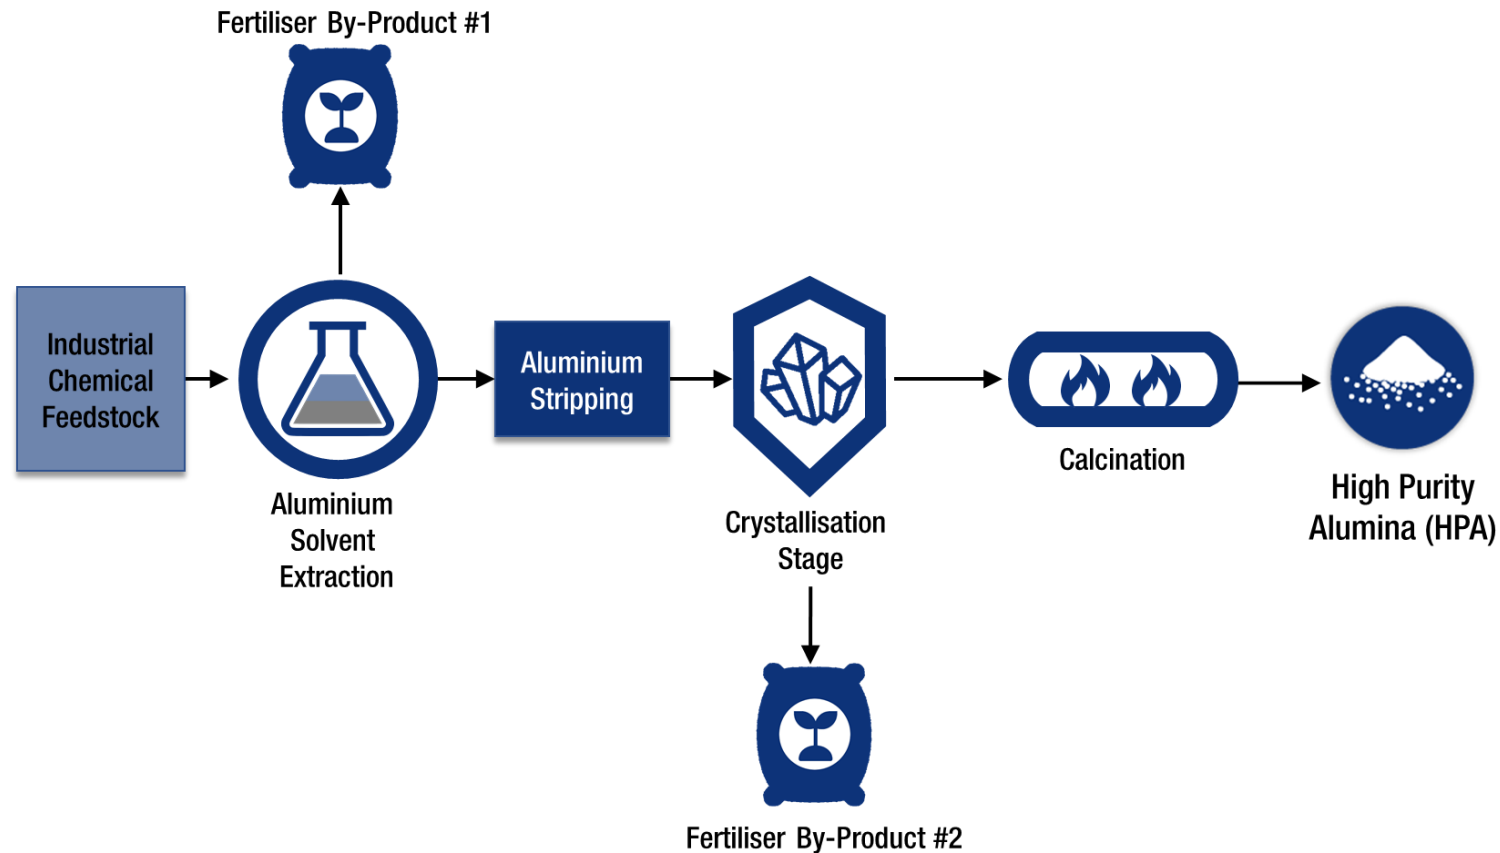 Fertiliser By-Product #1
Industrial
Chemical
Feedstock
Aluminium
Solvent
Extraction
Aluminium
Stripping
Crystallisation
Stage
Calcination
High Purity
Alumina (HPA)
Fertiliser By-Product #2